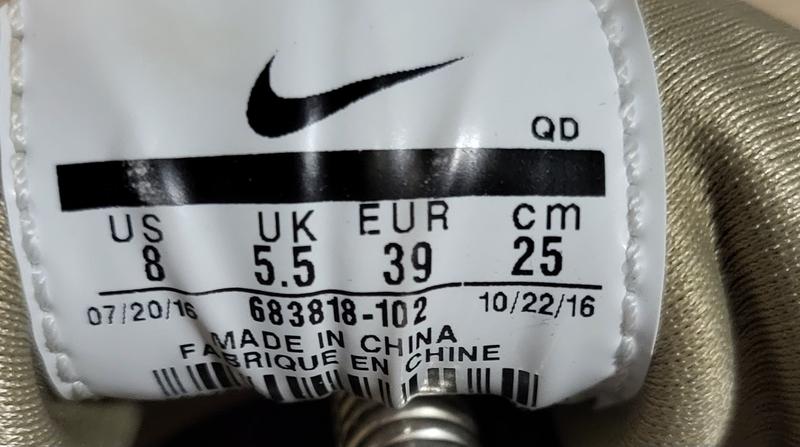 QD
US UK EUR cm
8 5.5 39 25
07/20/16 683818-102 10/22/16
MADE IN CHINA
FABRIQUE EN CHINE